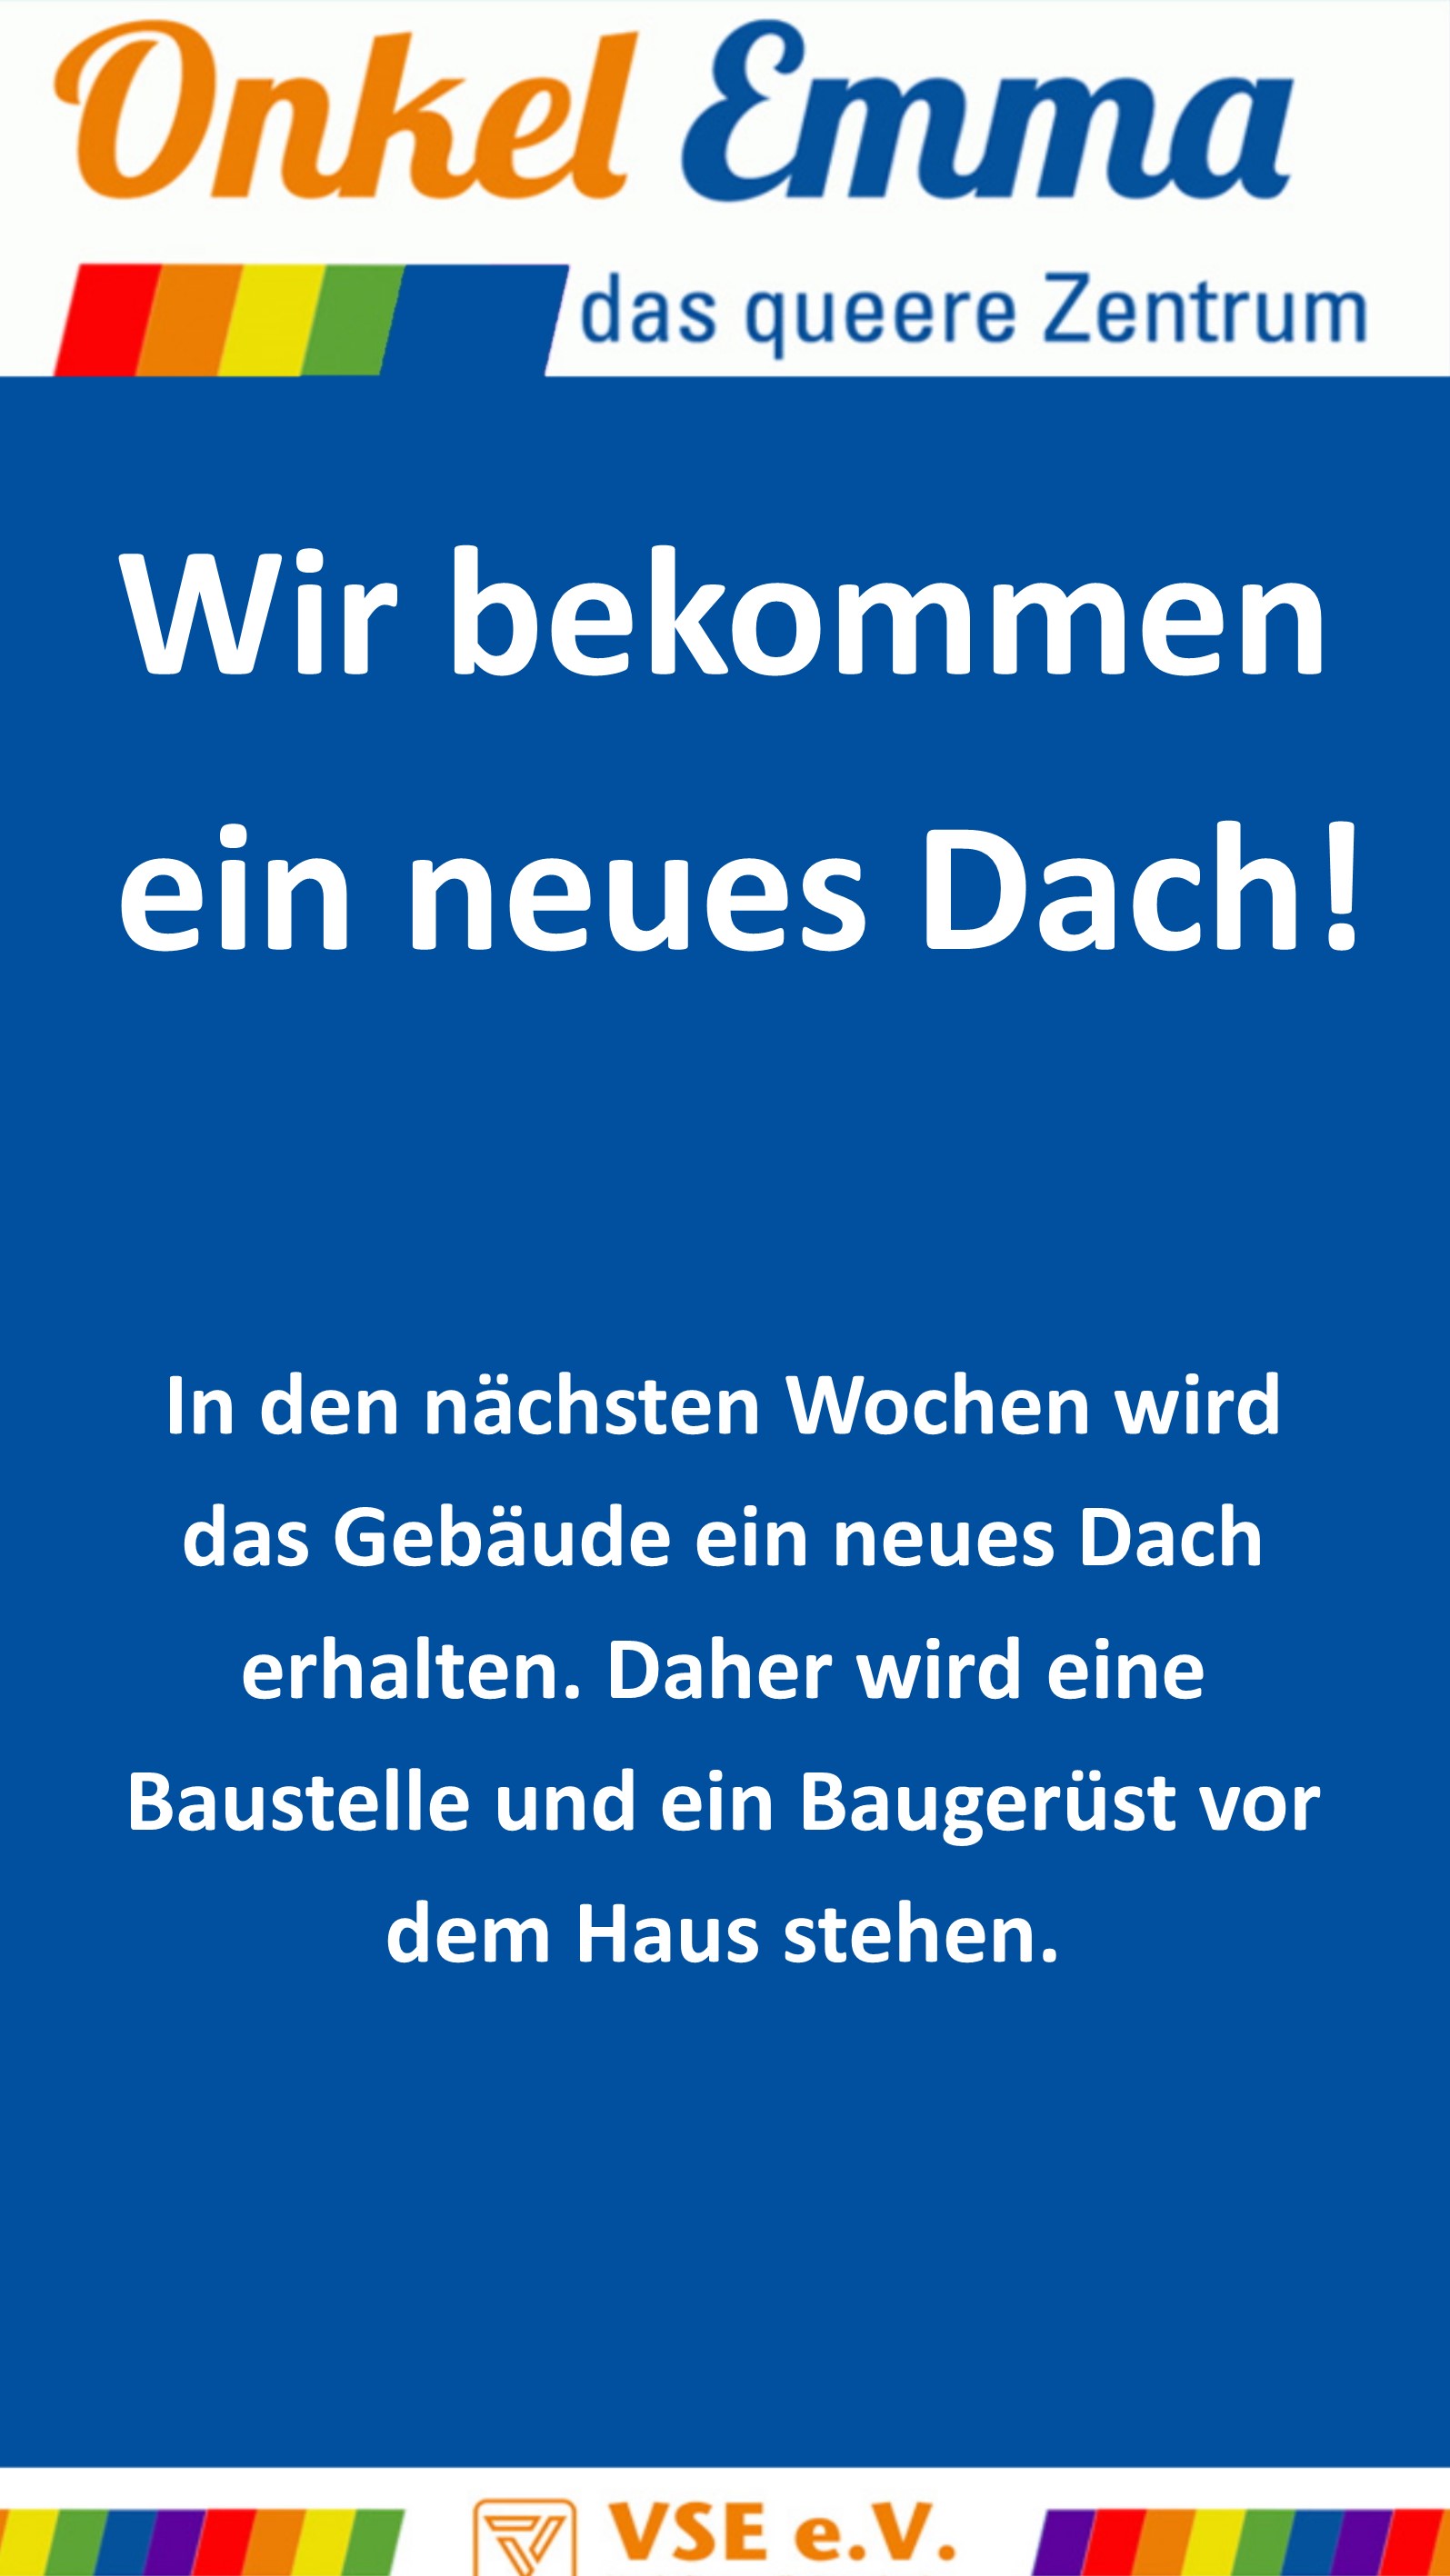 Onkel Emma
das queere Zentrum
Wir bekommen
ein neues Dach!
In den nächsten Wochen wird
das Gebäude ein neues Dach
erhalten. Daher wird eine
Baustelle und ein Baugerüst vor
dem Haus stehen.
VSE e.V.